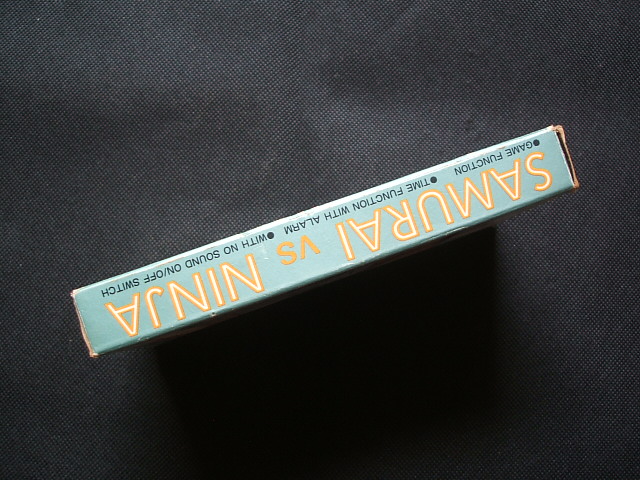 SAMURAI VS NINJA
●GAME FUNCTION ●TIME FUNCTION WITH ALARM ●WITH NO SOUND ON/OFF SWITCH